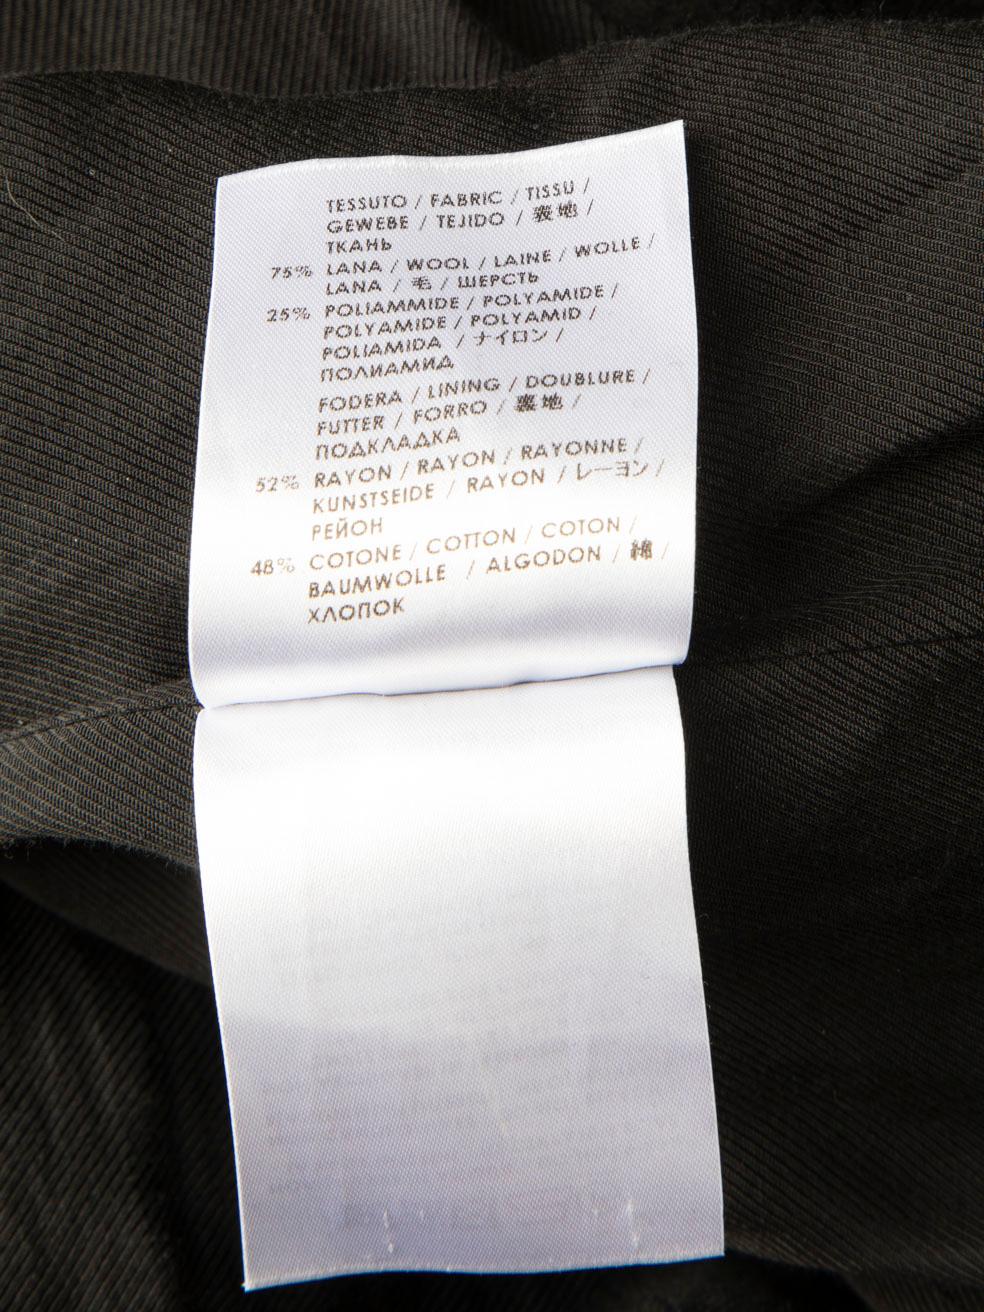 TESSUTO / FABRIC / TISSU /
GEWEBE / TEJIDO / 表地 /
ТКАНЬ
75% LANA / WOOL / LAINE / WOLLE /
LANA / 毛 / ШЕРСТЬ
25% POLIAMMIDE / POLYAMIDE /
POLYAMIDE / POLYAMID /
POLIAMIDA / ナイロン /
ПОЛИАМИД
FODERA / LINING / DOUBLURE /
FUTTER / FORRO / 裏地 /
ПОДКЛАДКА
52% RAYON / RAYON / RAYONNE /
KUNSTSEIDE / RAYON / レーヨン /
РЕЙОН
48% COTONE / COTTON / COTON /
BAUMWOLLE / ALGODON / 綿 /
ХЛОПОК